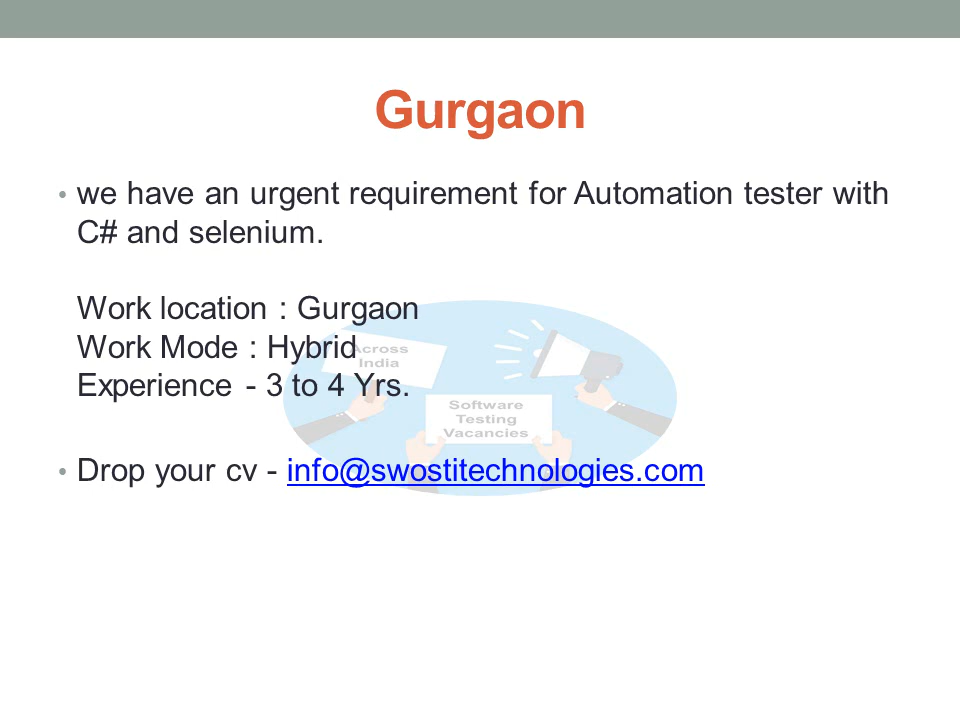 Gurgaon
• we have an urgent requirement for Automation tester with
C# and selenium.
Work location : Gurgaon
Work Mode : Hybrid
Experience - 3 to 4 Yrs.
Across
India
Software
Testing
Vacancies
• Drop your cv - info@swostitechnologies.com